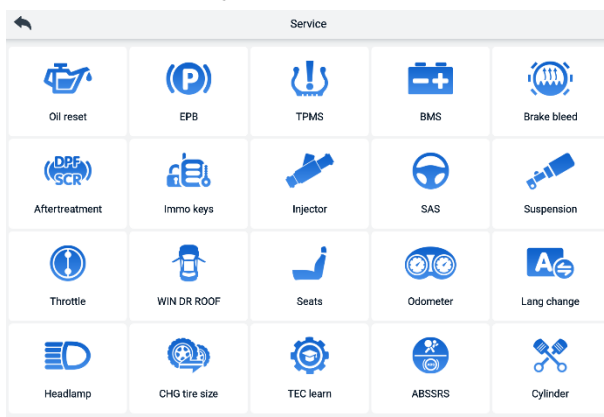 Service
Oil reset
EPB
TPMS
BMS
Brake bleed
DPF
SCR
Aftertreatment
Immo keys
Injector
SAS
Suspension
Throttle
WIN DR ROOF
Seats
Odometer
Lang change
Headlamp
CHG tire size
TEC learn
ABSSRS
Cylinder